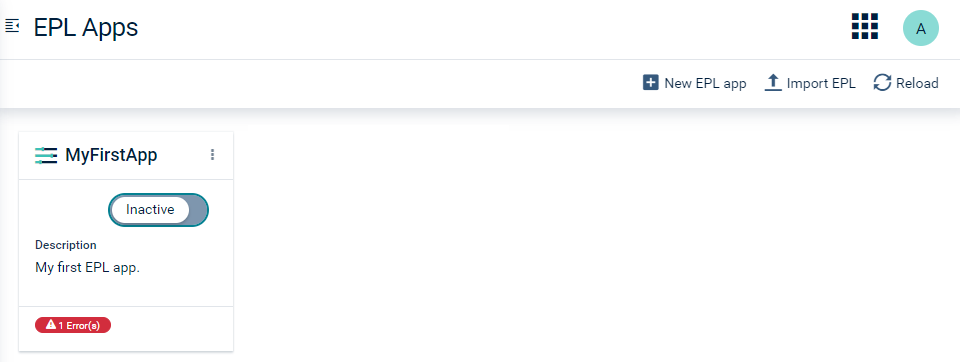 EPL Apps
A
New EPL app
Import EPL
Reload
MyFirstApp
Inactive
Description
My first EPL app.
1 Error(s)